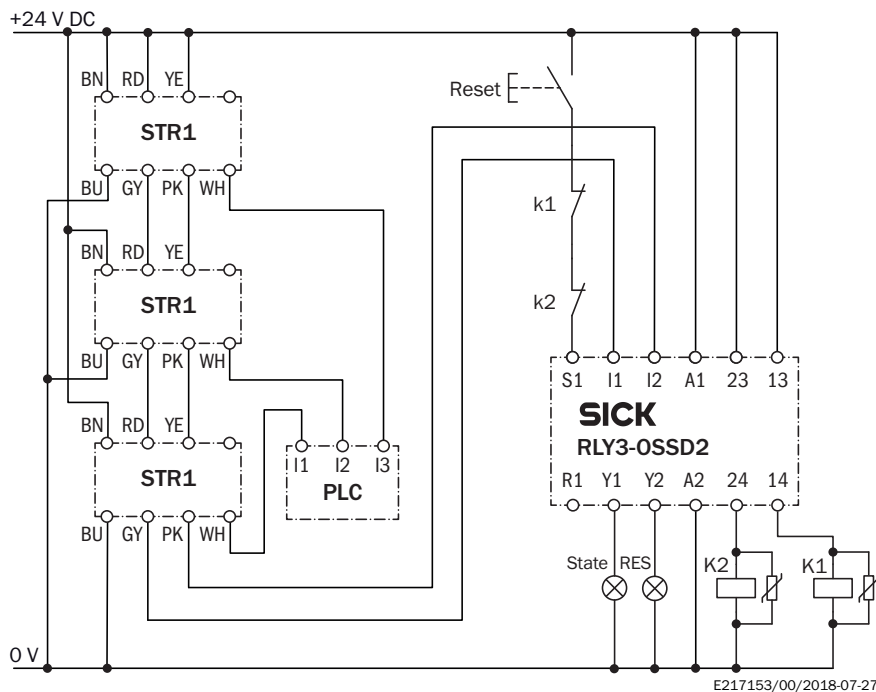 +24 V DC
BN RD YE
STR1
BU GY PK WH
Reset
k1
BN RD YE
STR1
BU GY PK WH
k2
S1 I1 I2 A1 23 13
SICK
RLY3-OSSD2
R1 Y1 Y2 A2 24 14
BN RD YE
STR1
BU GY PK WH
I1 I2 I3
PLC
State RES
K2 K1
0 V
E217153/00/2018-07-27